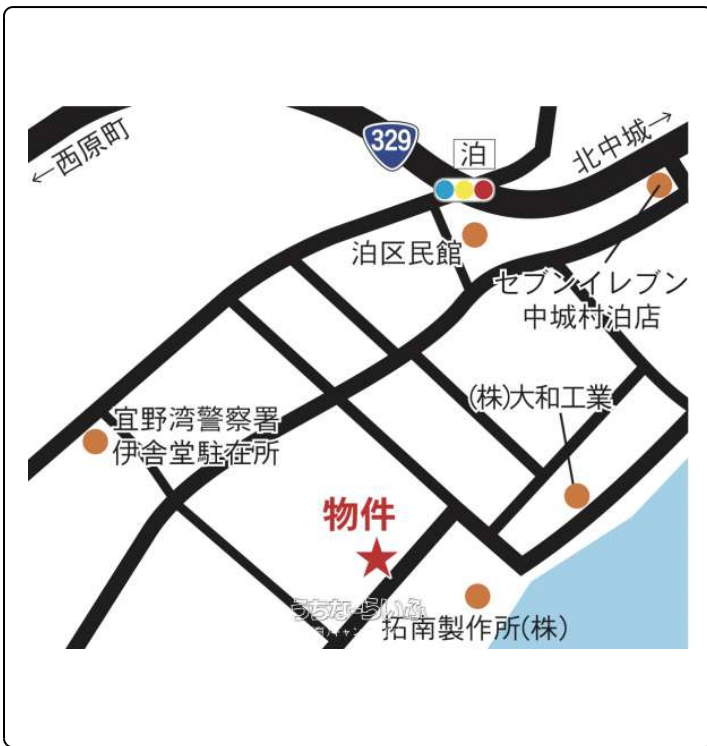 329
泊
←西原町
北中城→
泊区民館
セブンイレブン
中城村泊店
(株)大和工業
宜野湾警察署
伊舎堂駐在所
物件
うちなーらいふ
拓南製作所(株)